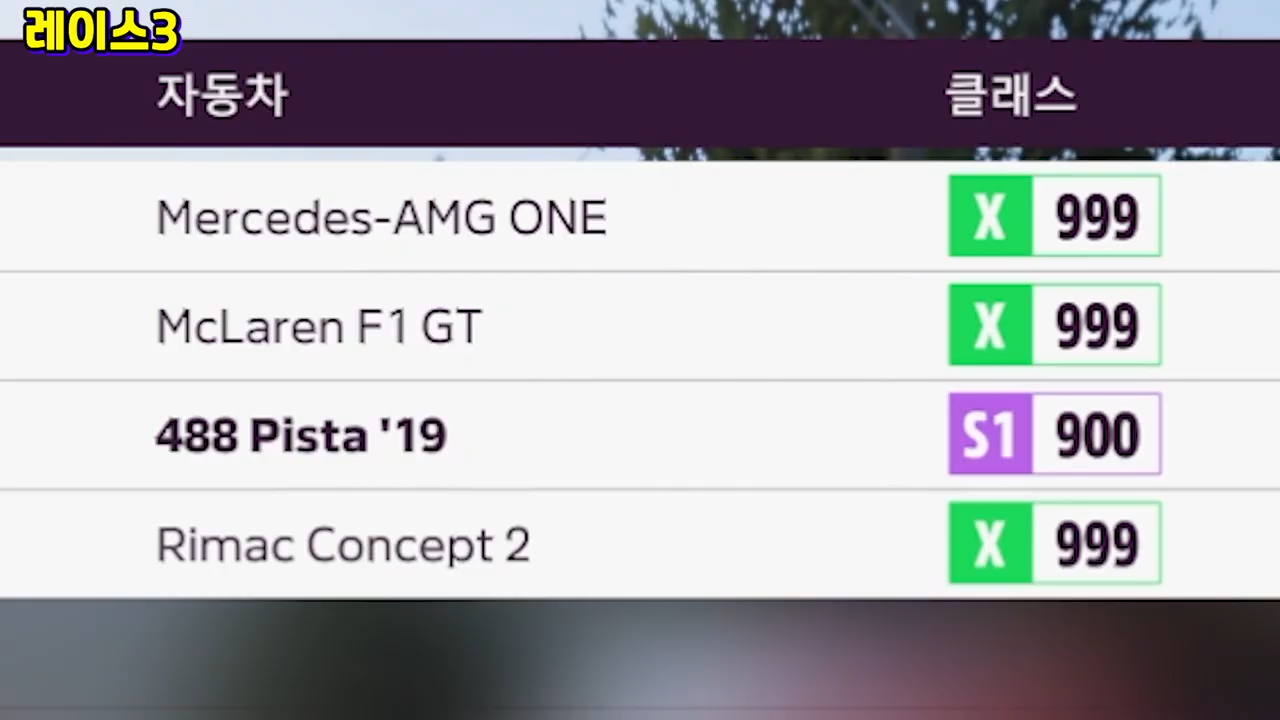 레이스3
자동차 클래스
Mercedes-AMG ONE X 999
McLaren F1 GT X 999
488 Pista '19 S1 900
Rimac Concept 2 X 999